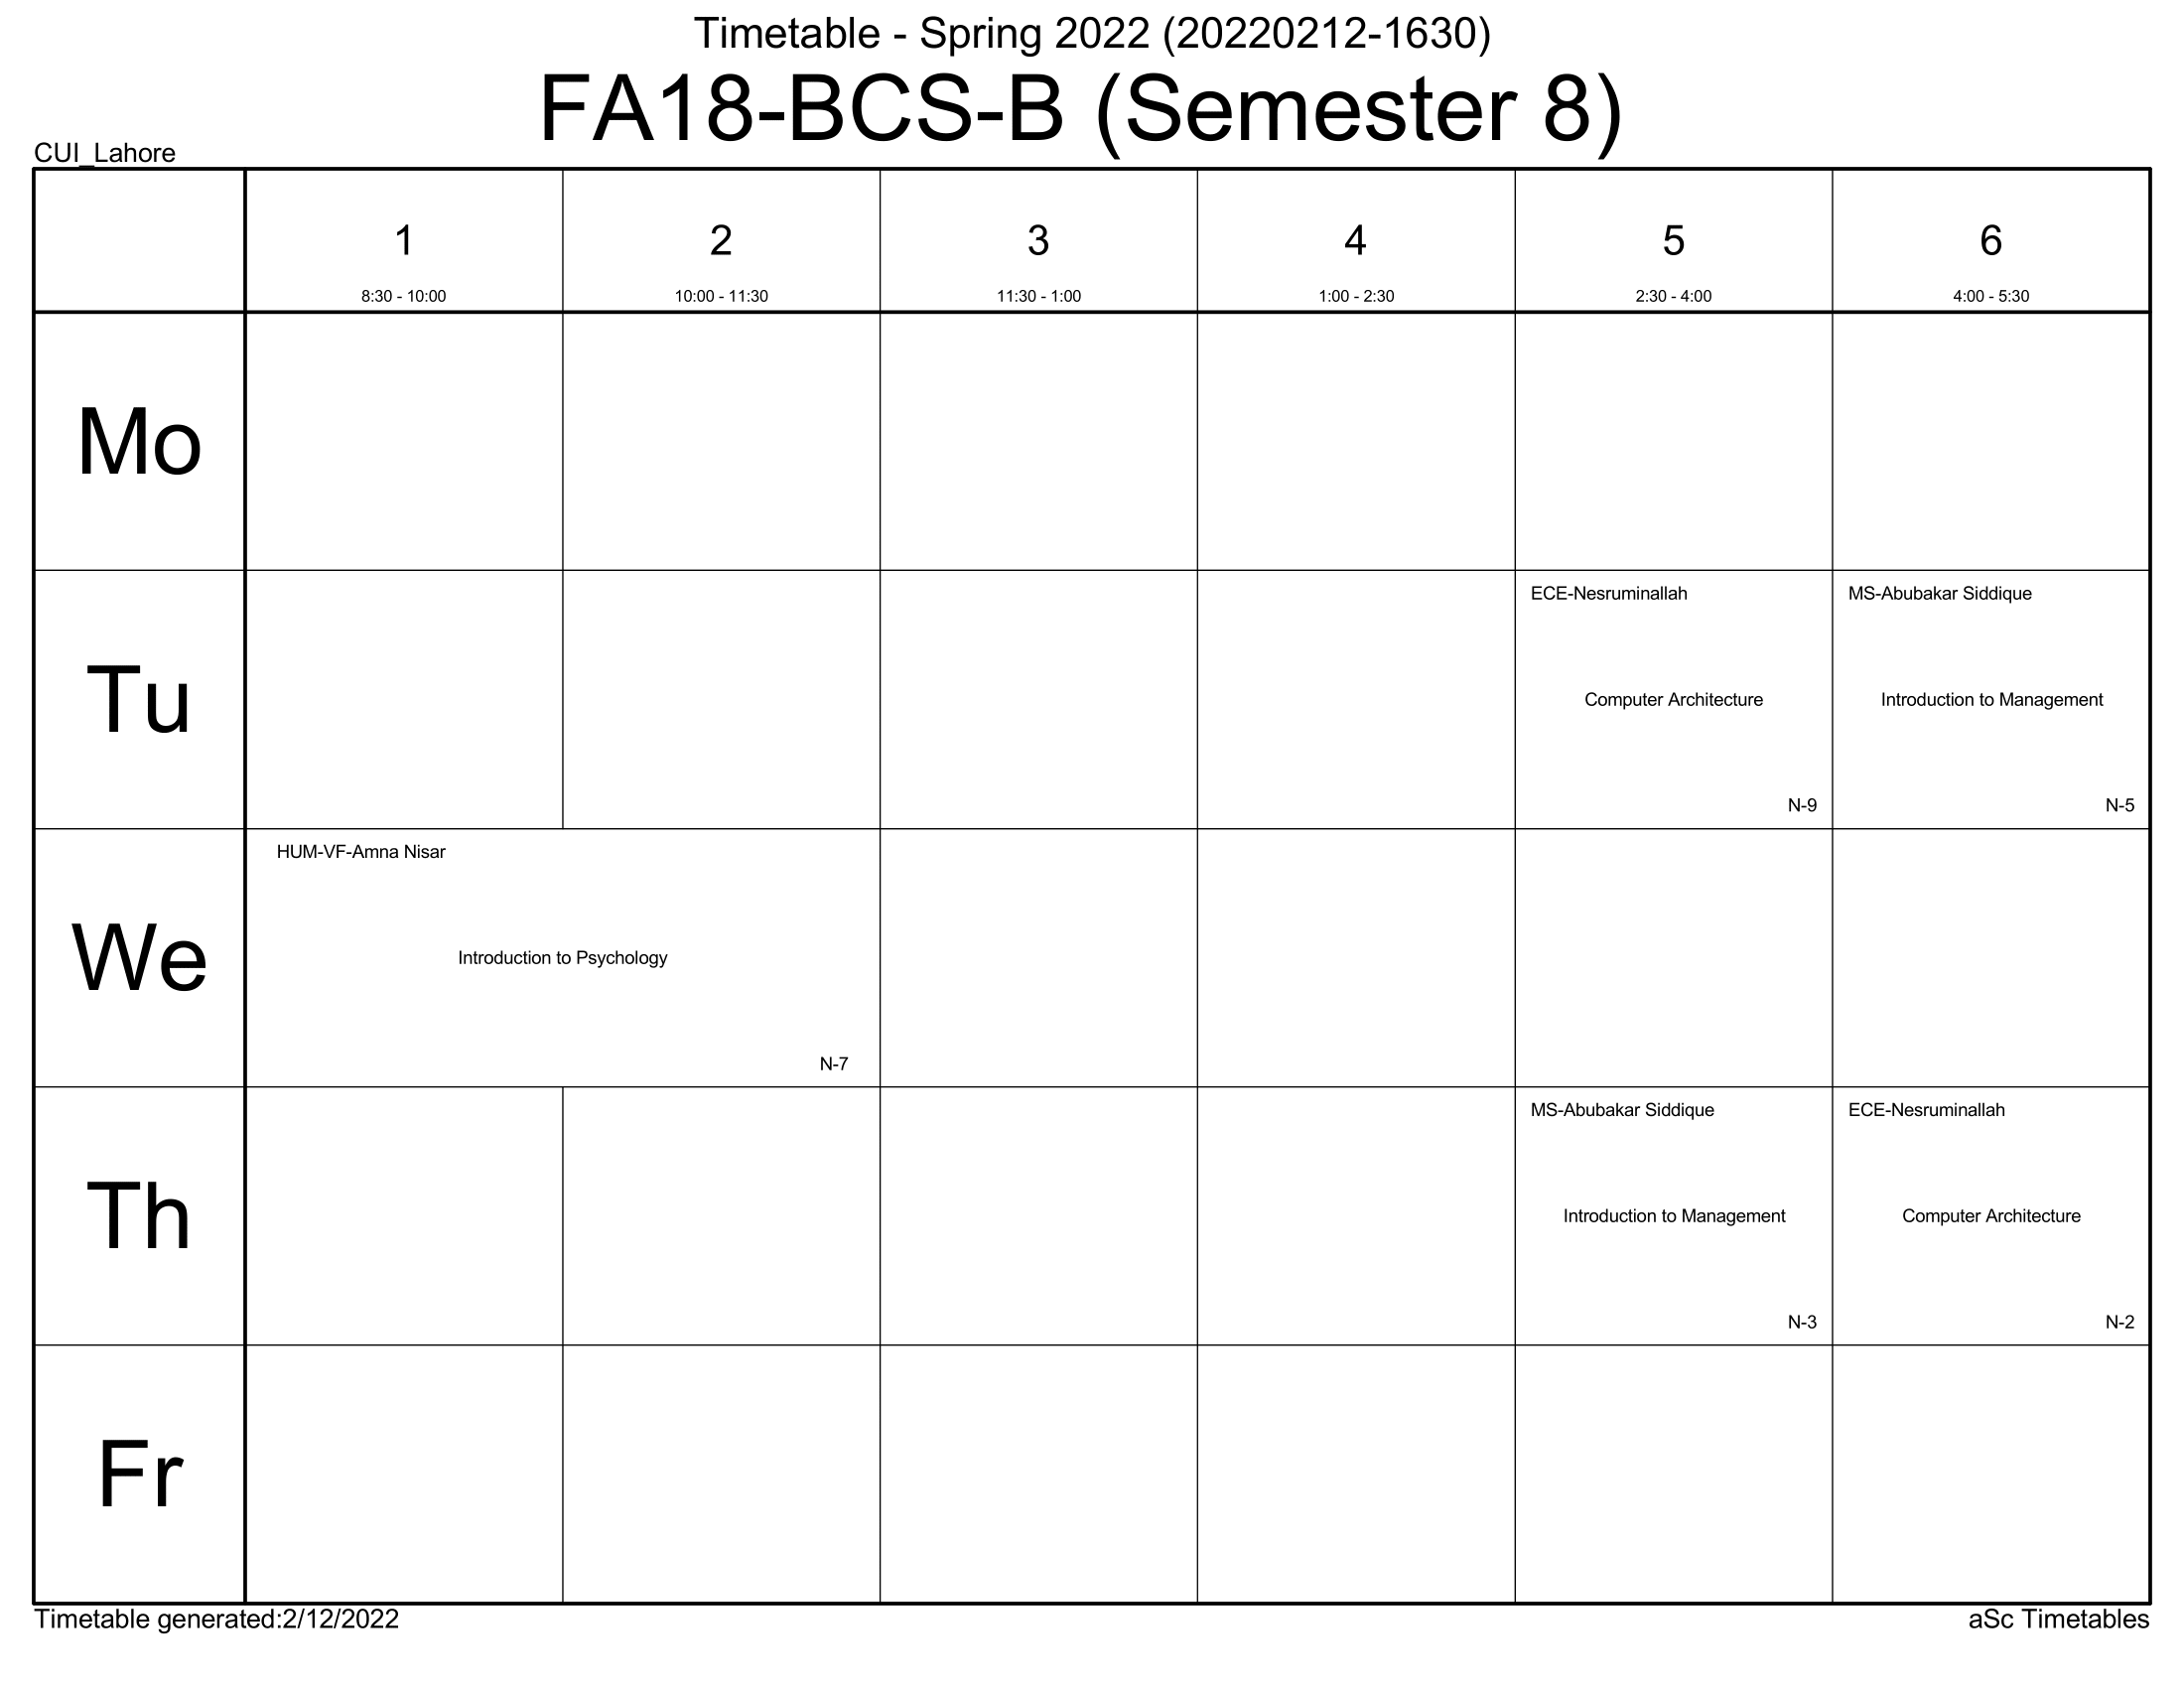 Timetable - Spring 2022 (20220212-1630)
FA18-BCS-B (Semester 8)
CUI_Lahore
1 2 3 4 5 6
8:30 - 10:00 10:00 - 11:30 11:30 - 1:00 1:00 - 2:30 2:30 - 4:00 4:00 - 5:30
Mo
ECE-Nesruminallah MS-Abubakar Siddique
Tu Computer Architecture Introduction to Management
N-9 N-5
HUM-VF-Amna Nisar
We Introduction to Psychology
N-7
MS-Abubakar Siddique ECE-Nesruminallah
Th Introduction to Management Computer Architecture
N-3 N-2
Fr
Timetable generated:2/12/2022 aSc Timetables